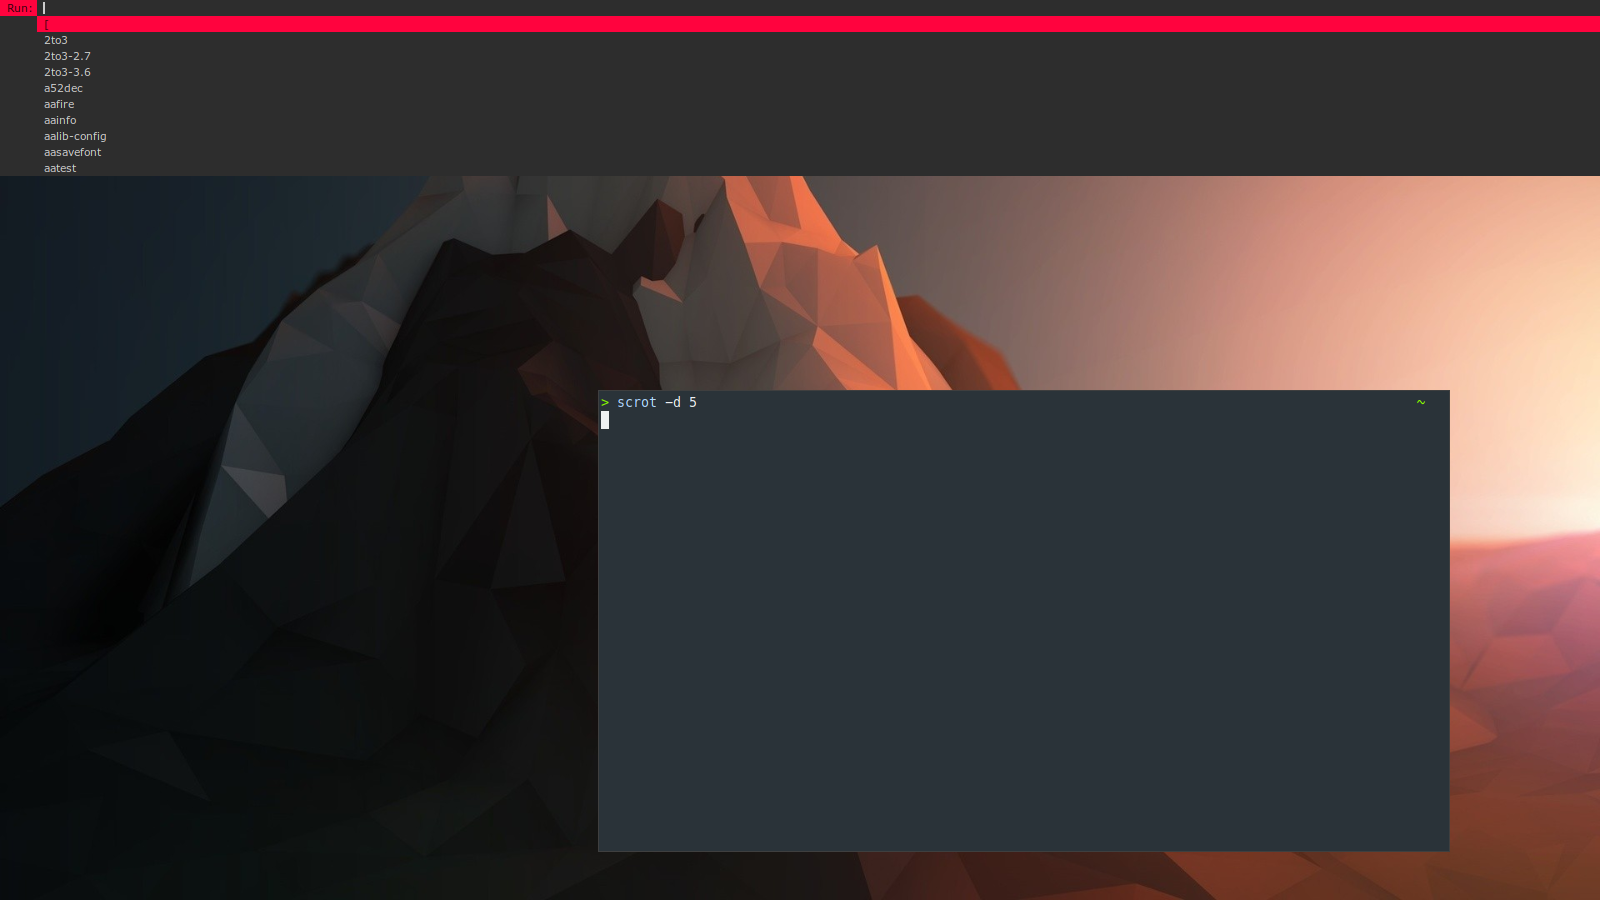 Run:
[
2to3
2to3-2.7
2to3-3.6
a52dec
aafire
aainfo
aalib-config
aasavefont
aatest
> scrot -d 5 ~